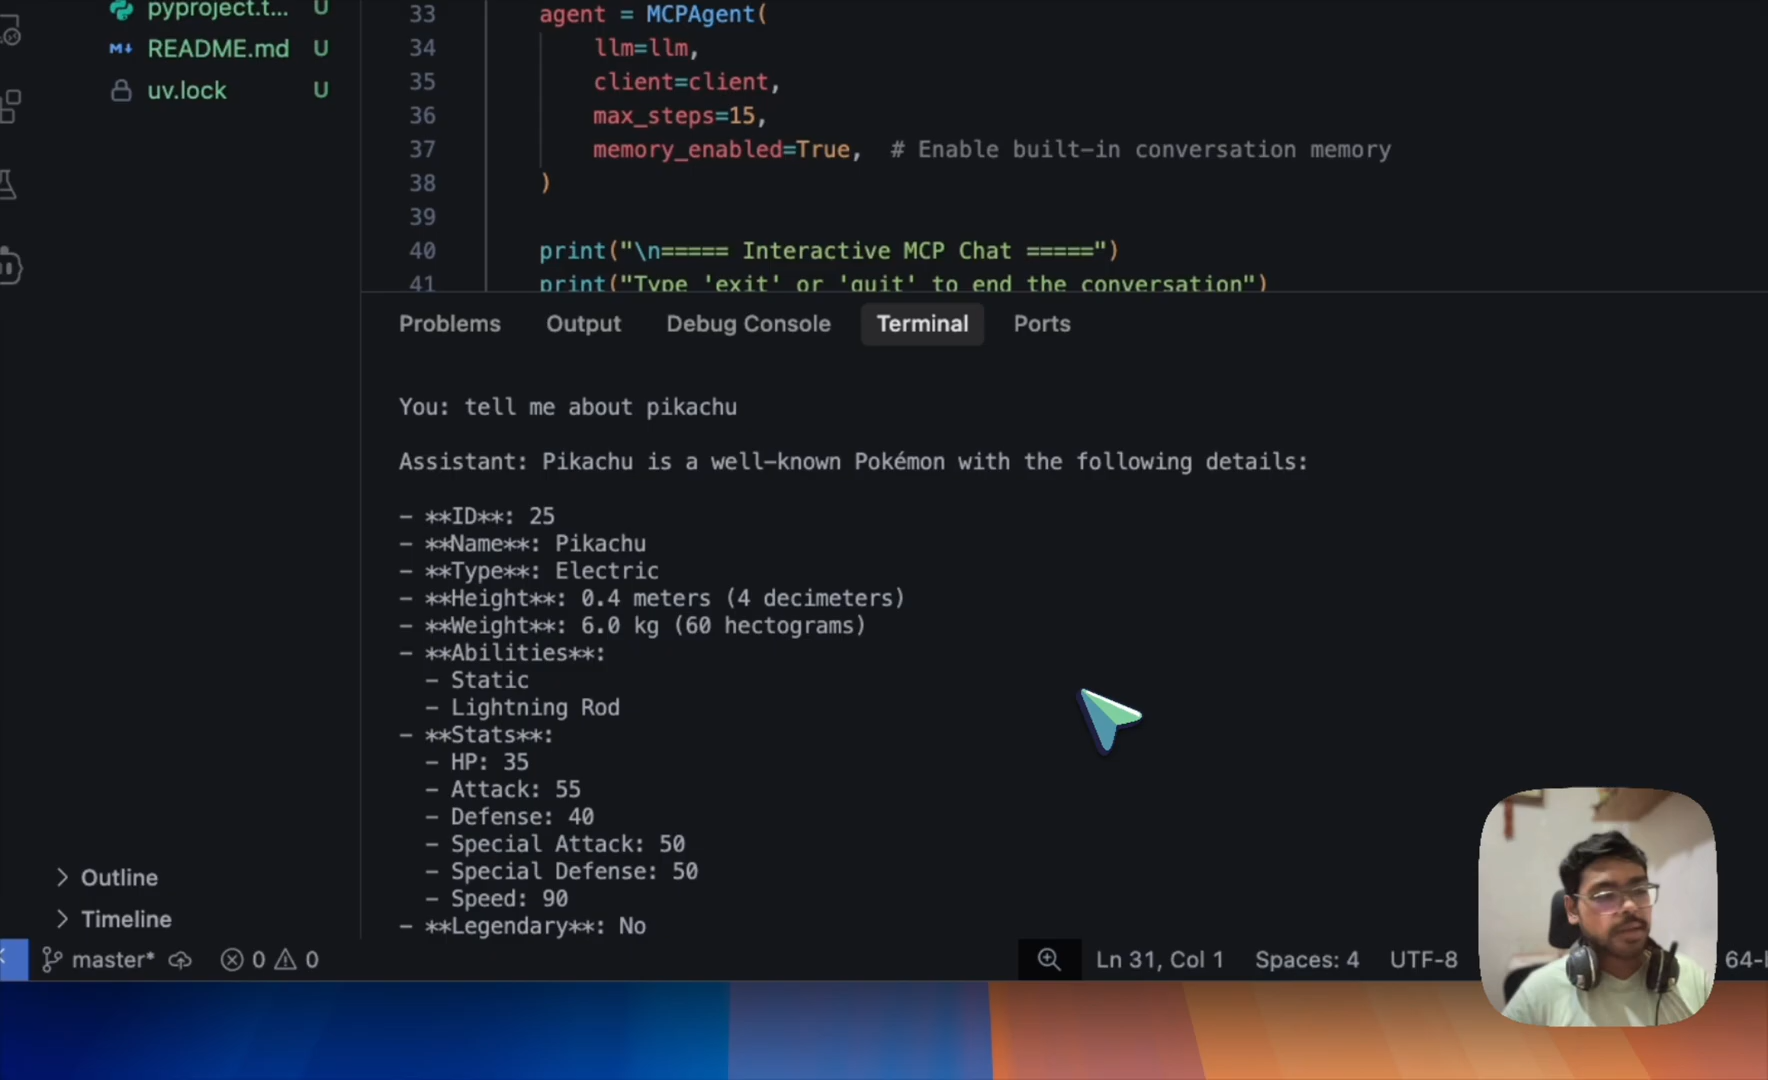 pyproject.t... U
README.md U
uv.lock U
33 agent = MCPAgent(
34 llm=llm,
35 client=client,
36 max_steps=15,
37 memory_enabled=True,  # Enable built-in conversation memory
38 )
39
40 print("\n===== Interactive MCP Chat =====")
41 print("Type 'exit' or 'quit' to end the conversation")
Problems Output Debug Console Terminal Ports
You: tell me about pikachu
Assistant: Pikachu is a well-known Pokémon with the following details:
- **ID**: 25
- **Name**: Pikachu
- **Type**: Electric
- **Height**: 0.4 meters (4 decimeters)
- **Weight**: 6.0 kg (60 hectograms)
- **Abilities**:
- Static
- Lightning Rod
- **Stats**:
- HP: 35
- Attack: 55
- Defense: 40
- Special Attack: 50
- Special Defense: 50
- Speed: 90
- **Legendary**: No
Outline
Timeline
master* 0 0 Ln 31, Col 1 Spaces: 4 UTF-8 64-